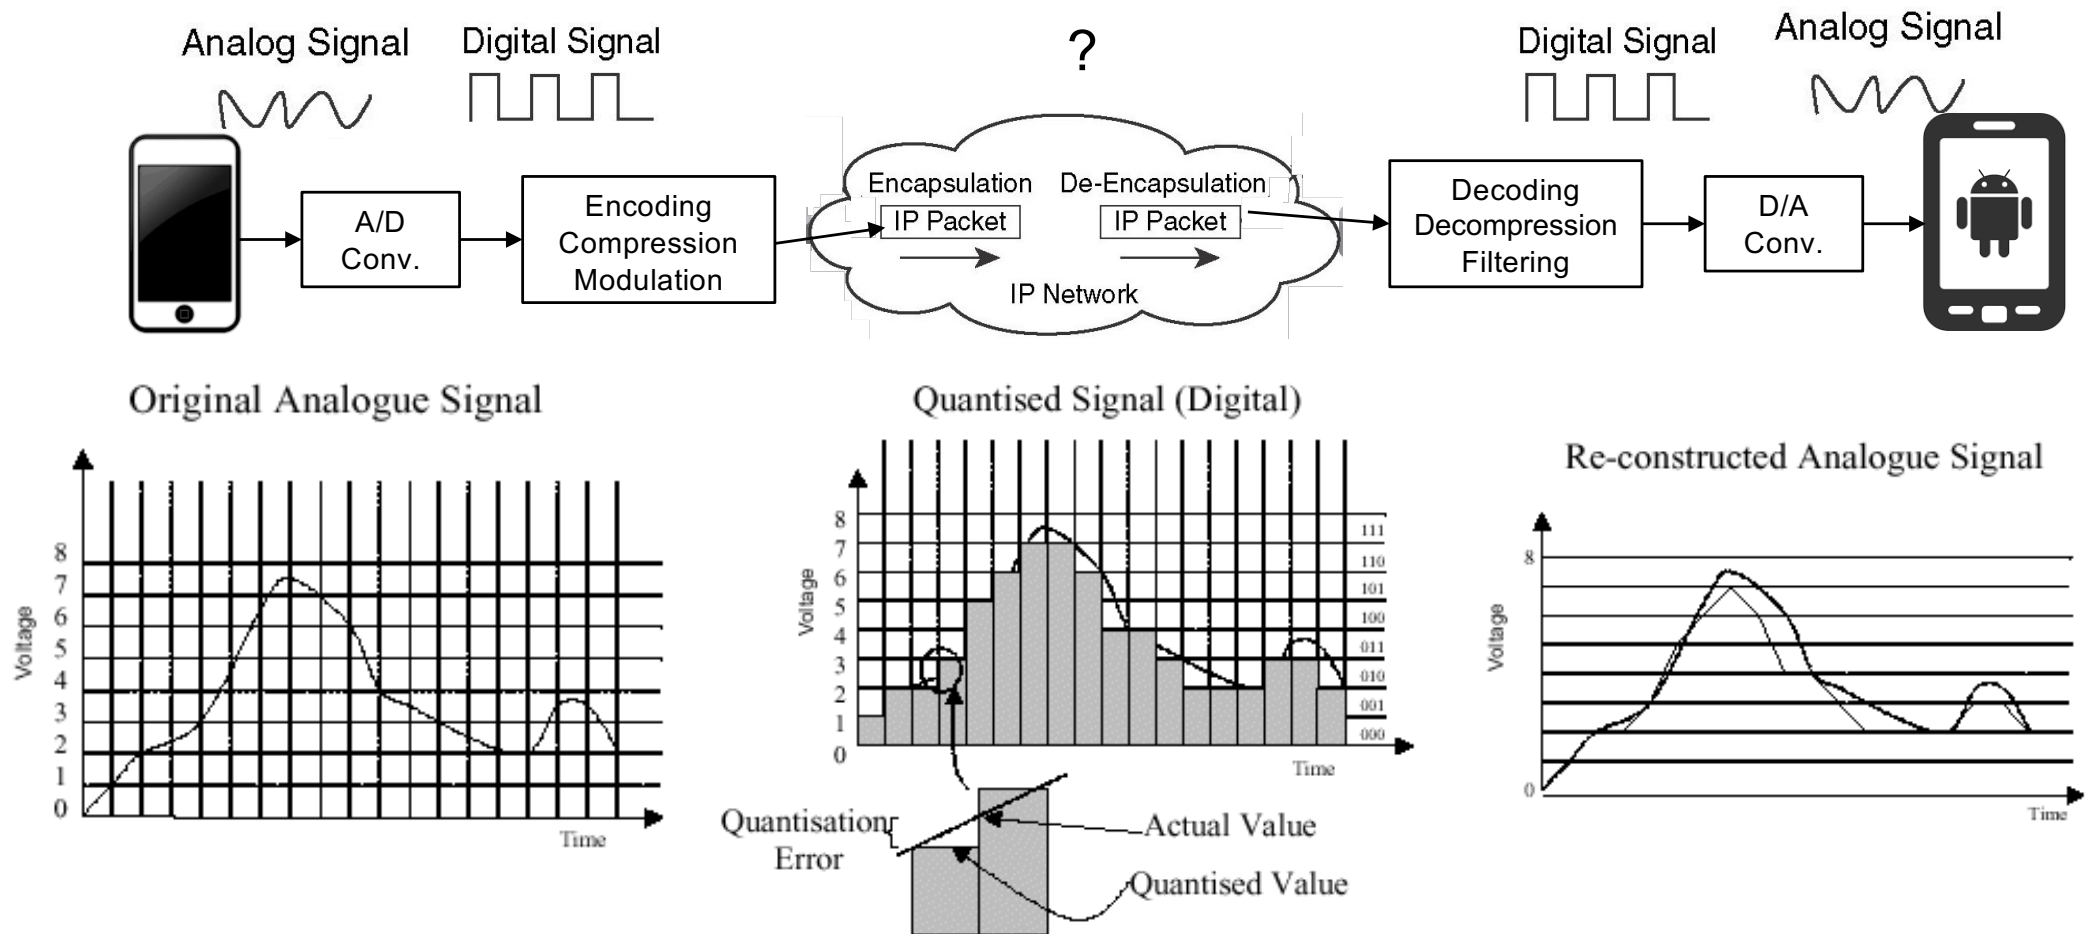 Analog Signal
Digital Signal
?
Digital Signal
Analog Signal
A/D
Conv.
Encoding
Compression
Modulation
Encapsulation
IP Packet
De-Encapsulation
IP Packet
IP Network
Decoding
Decompression
Filtering
D/A
Conv.
Original Analogue Signal
Voltage
8
7
6
5
4
3
2
1
0
Time
Quantised Signal (Digital)
Voltage
8
7
6
5
4
3
2
1
0
111
110
101
100
011
010
001
000
Time
Quantisation
Error
Actual Value
Quantised Value
Re-constructed Analogue Signal
Voltage
8
0
Time